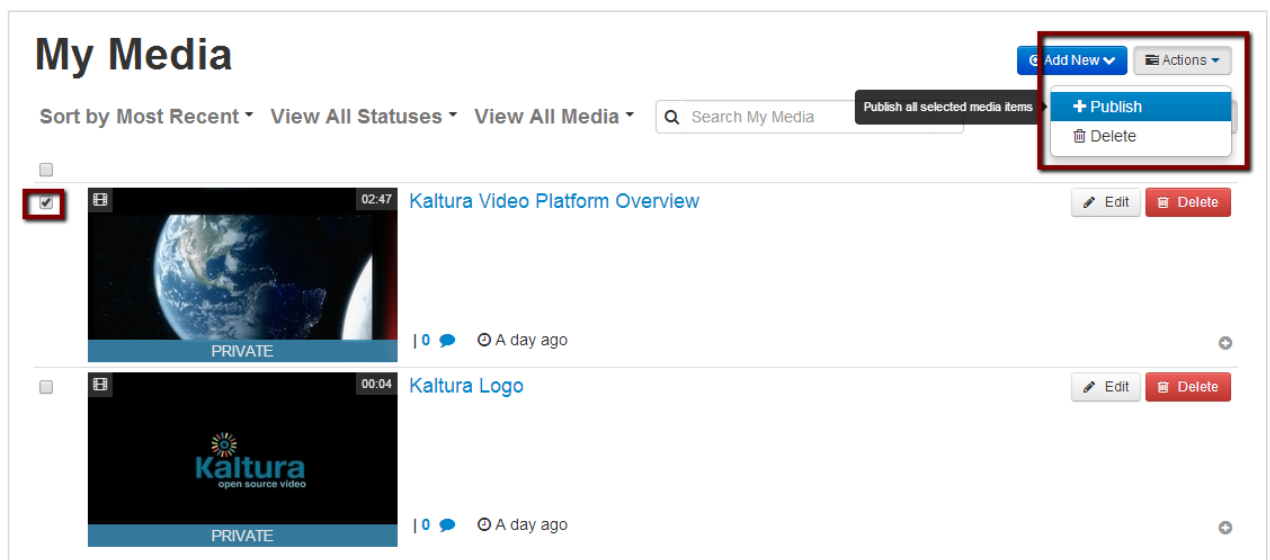 My Media
Add New Actions
Sort by Most Recent View All Statuses View All Media Search My Media
Publish all selected media items
Publish
Delete
02:47 Kaltura Video Platform Overview Edit Delete
PRIVATE
| 0 A day ago
00:04 Kaltura Logo Edit Delete
Kaltura
open source video
PRIVATE
| 0 A day ago